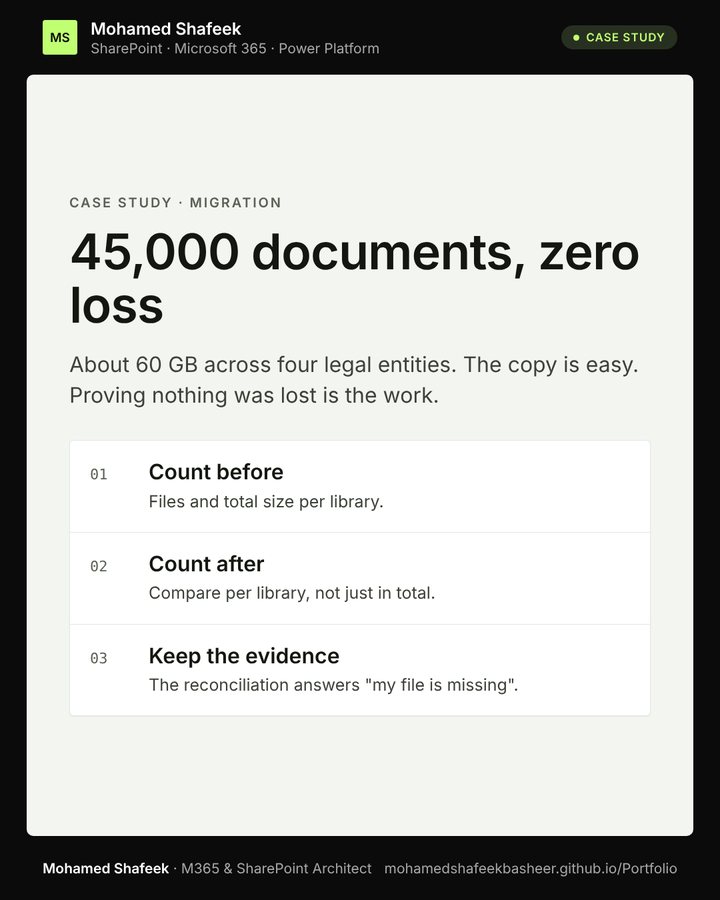 MS
Mohamed Shafeek
SharePoint · Microsoft 365 · Power Platform
CASE STUDY
CASE STUDY · MIGRATION
45,000 documents, zero
loss
About 60 GB across four legal entities. The copy is easy.
Proving nothing was lost is the work.
01
Count before
Files and total size per library.
02
Count after
Compare per library, not just in total.
03
Keep the evidence
The reconciliation answers "my file is missing".
Mohamed Shafeek · M365 & SharePoint Architect
mohamedshafeekbasheer.github.io/Portfolio